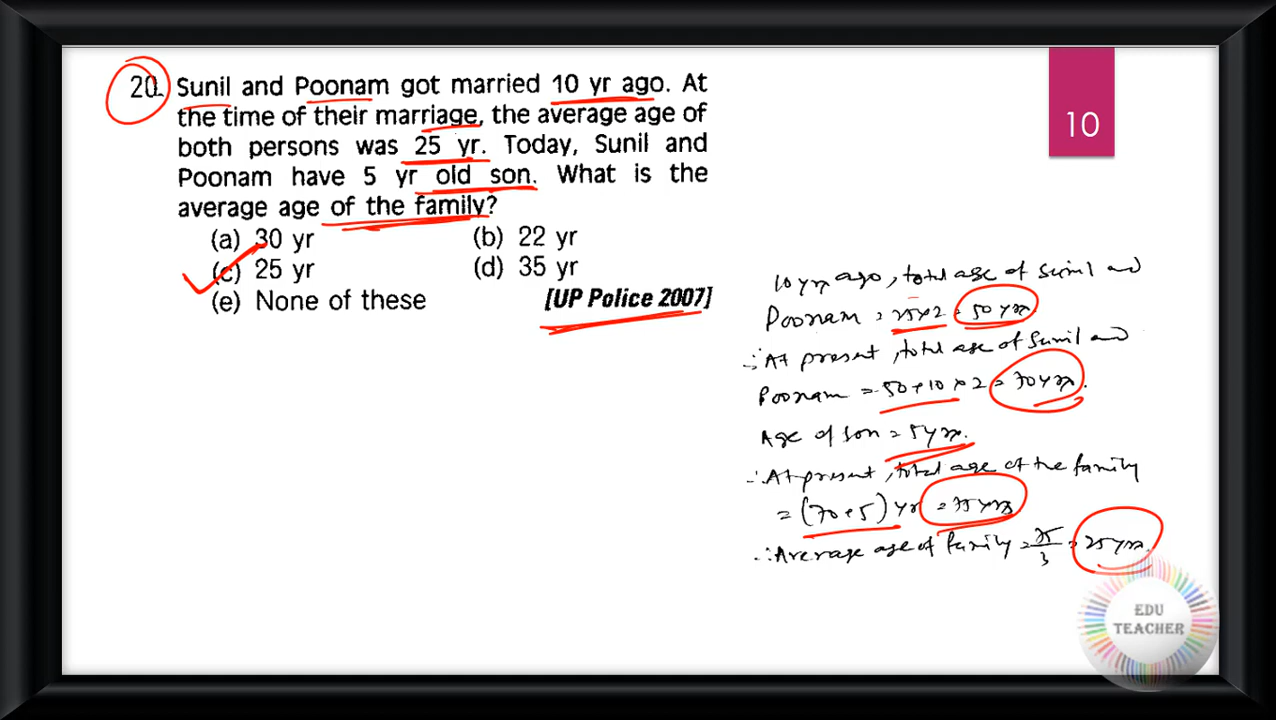 20. Sunil and Poonam got married 10 yr ago. At
the time of their marriage, the average age of
both persons was 25 yr. Today, Sunil and
Poonam have 5 yr old son. What is the
average age of the family?
(a) 30 yr (b) 22 yr
(c) 25 yr (d) 35 yr
(e) None of these [UP Police 2007]
10
10 yrs ago, total age of Sunil and
Poonam = 25×2 = 50 yrs
∴ At present, total age of Sunil and
Poonam = 50+10×2 = 70 yrs.
Age of son = 5 yrs.
∴ At present, total age of the family
= (70+5) yr = 75 yrs
∴ Average age of family = 75/3 = 25 yrs.
EDU
TEACHER